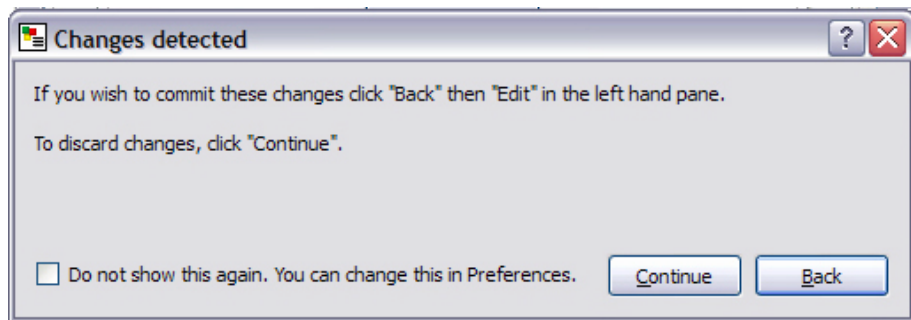 Changes detected
If you wish to commit these changes click "Back" then "Edit" in the left hand pane.
To discard changes, click "Continue".
Do not show this again. You can change this in Preferences.
Continue
Back